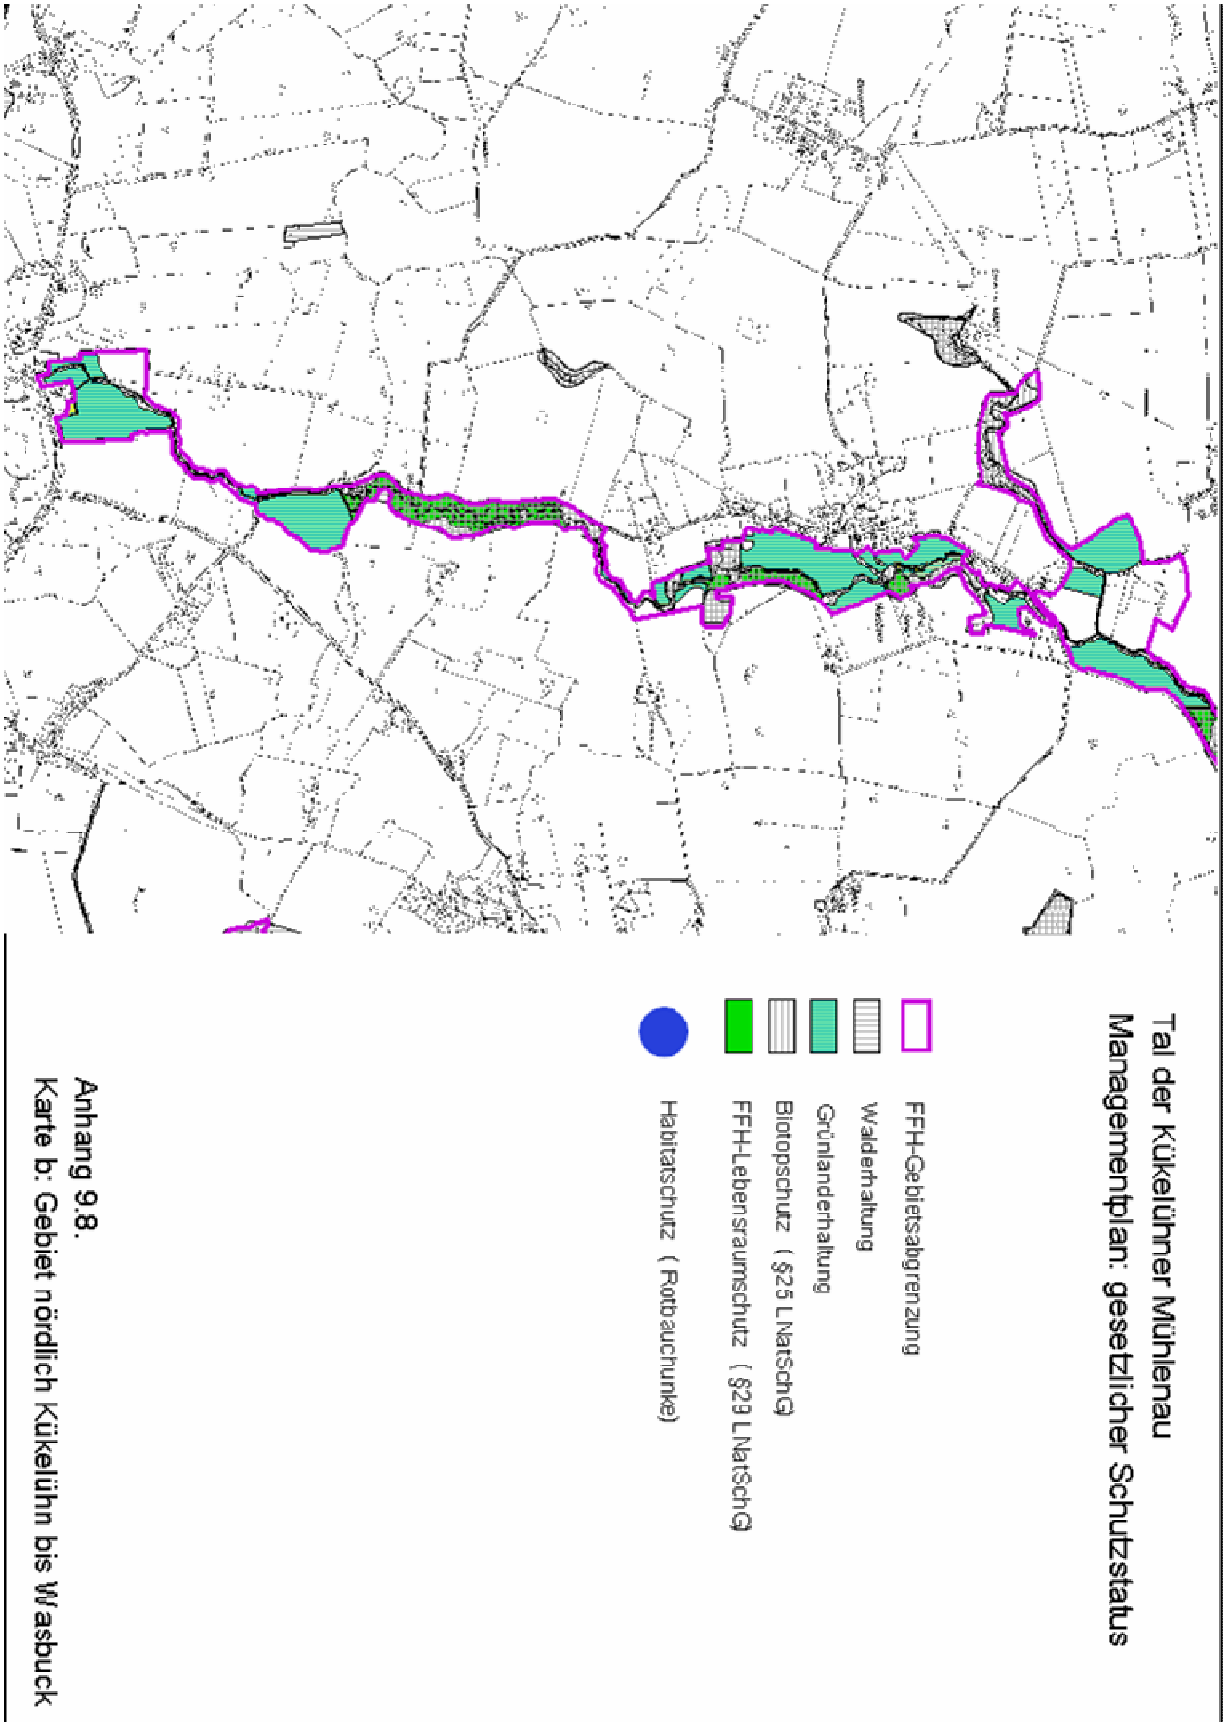 Tal der Kükelühner Mühlenau
Managementplan: gesetzlicher Schutzstatus
FFH-Gebietsabgrenzung
Walderhaltung
Grünlanderhaltung
Biotopschutz ( §25 LNatSchG)
FFH-Lebensraumschutz ( §29 LNatSchG)
Habitatschutz ( Rotbauchunke)
Anhang 9.8.
Karte b: Gebiet nördlich Kükelühn bis Wasbuck